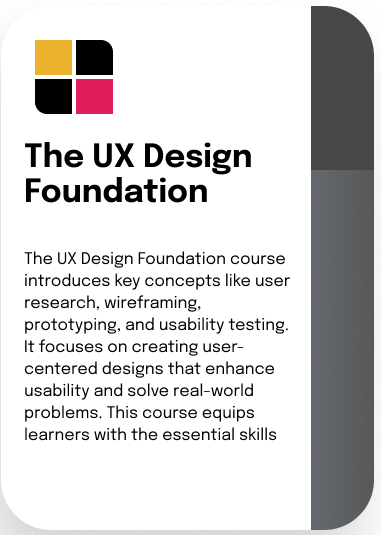 The UX Design
Foundation
The UX Design Foundation course
introduces key concepts like user
research, wireframing,
prototyping, and usability testing.
It focuses on creating user-
centered designs that enhance
usability and solve real-world
problems. This course equips
learners with the essential skills